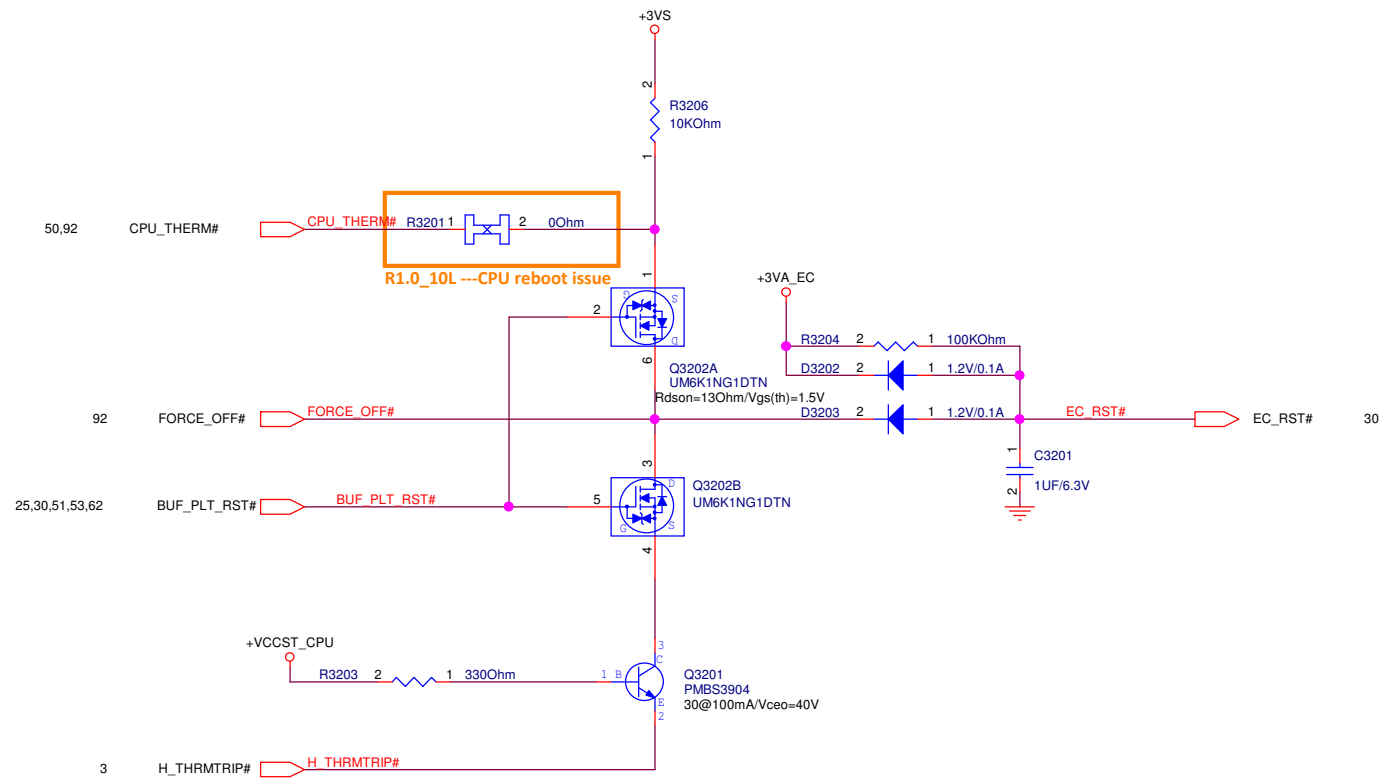 +3VS
2
R3206
10KOhm
1
50,92 CPU_THERM# CPU_THERM# R3201 1 2 0Ohm
R1.0_10L ---CPU reboot issue
1
G S
2
D
6
Q3202A
UM6K1NG1DTN
Rdson=13Ohm/Vgs(th)=1.5V
+3VA_EC
R3204 2 1 100KOhm
D3202 2 1 1.2V/0.1A
92 FORCE_OFF# FORCE_OFF# D3203 2 1 1.2V/0.1A EC_RST# EC_RST# 30
1
C3201
1UF/6.3V
2
3
D
Q3202B
UM6K1NG1DTN
25,30,51,53,62 BUF_PLT_RST# BUF_PLT_RST# 5
G S
4
+VCCST_CPU
R3203 2 1 330Ohm
3
C
1 B
E
2
Q3201
PMBS3904
30@100mA/Vceo=40V
3 H_THRMTRIP# H_THRMTRIP#